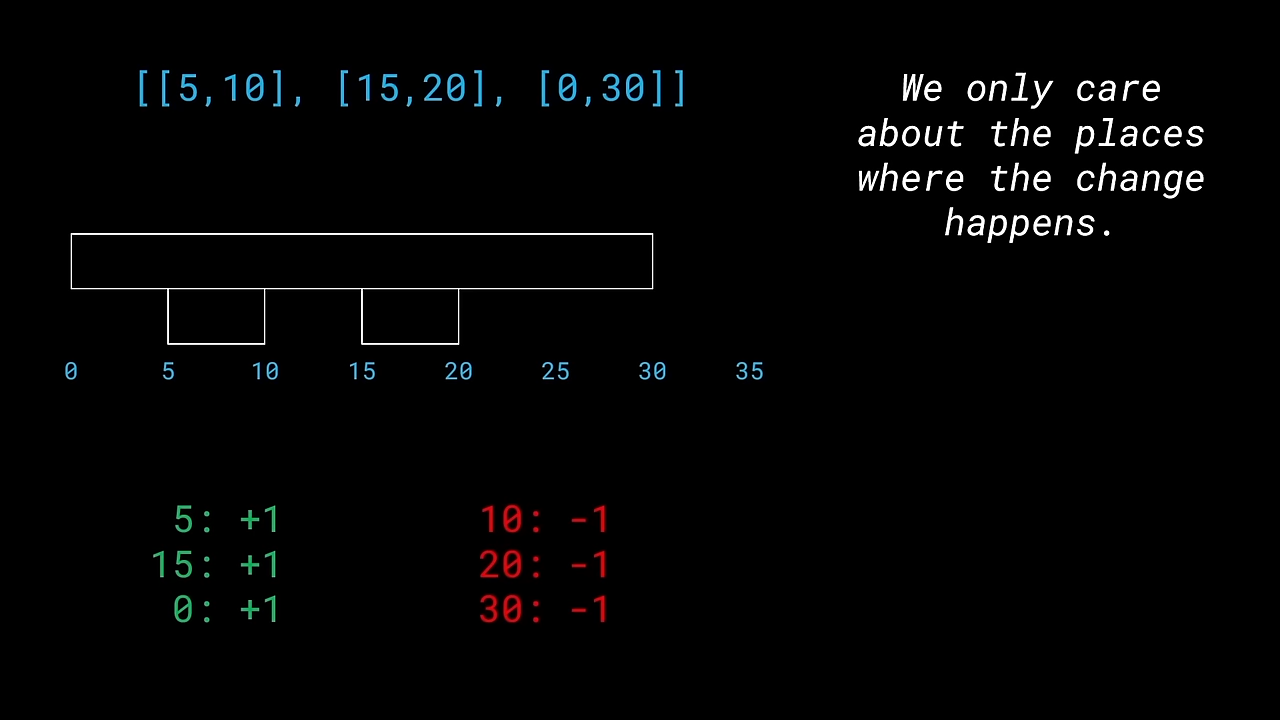 [[5,10], [15,20], [0,30]]
We only care
about the places
where the change
happens.
0 5 10 15 20 25 30 35
5: +1
15: +1
0: +1
10: -1
20: -1
30: -1